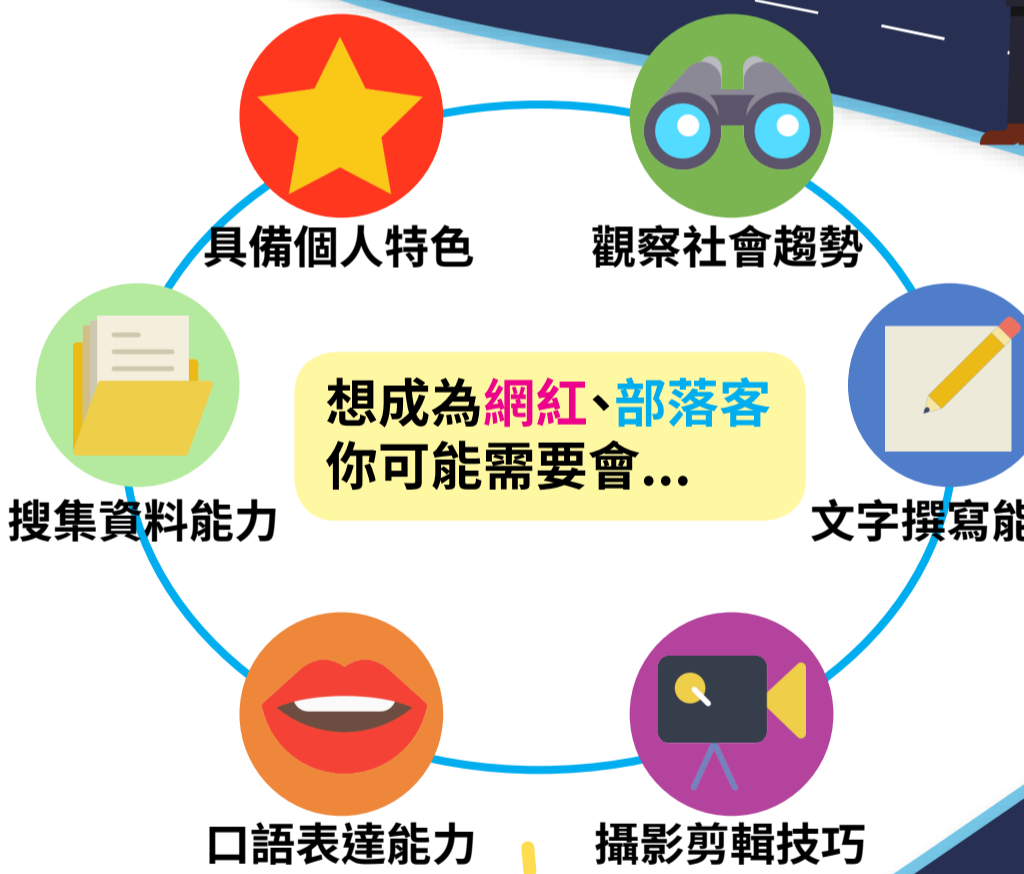 具備個人特色
觀察社會趨勢
想成為網紅、部落客
你可能需要會...
搜集資料能力
文字撰寫能
口語表達能力
攝影剪輯技巧